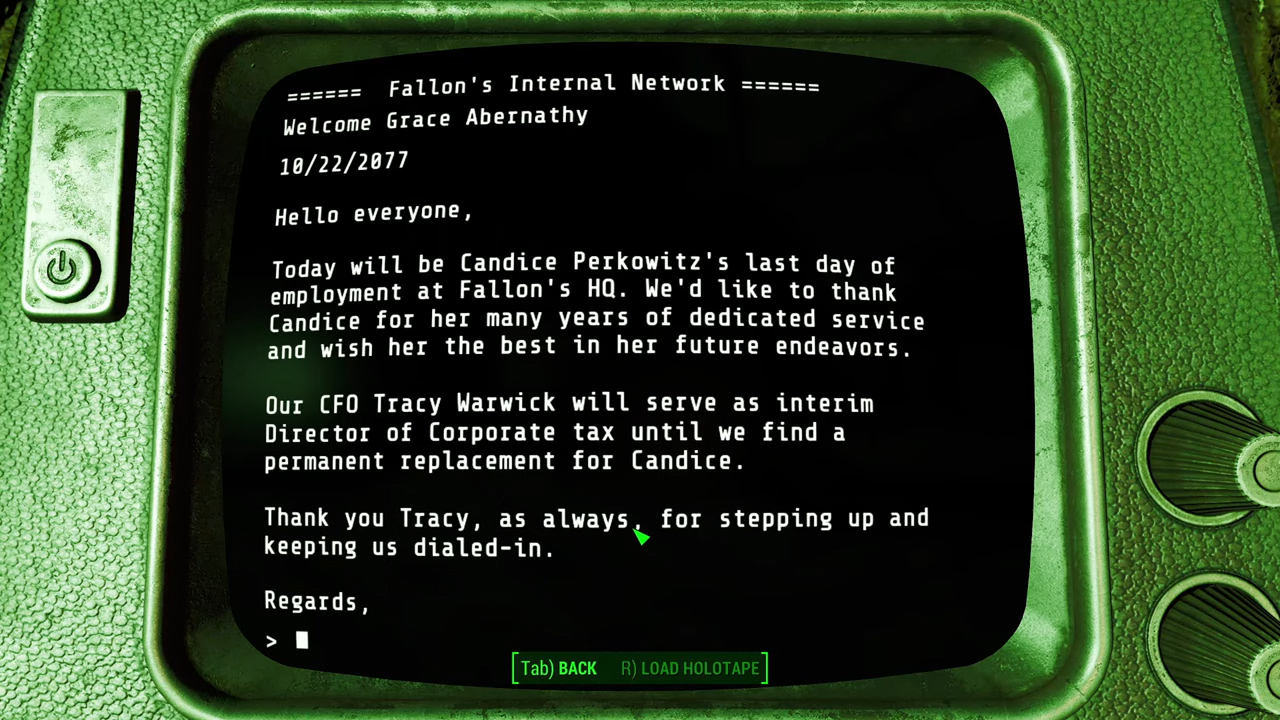 ====== Fallon's Internal Network ======
Welcome Grace Abernathy
10/22/2077
Hello everyone,
Today will be Candice Perkowitz's last day of
employment at Fallon's HQ. We'd like to thank
Candice for her many years of dedicated service
and wish her the best in her future endeavors.
Our CFO Tracy Warwick will serve as interim
Director of Corporate tax until we find a
permanent replacement for Candice.
Thank you Tracy, as always, for stepping up and
keeping us dialed-in.
Regards,
>
Tab) BACK R) LOAD HOLOTAPE